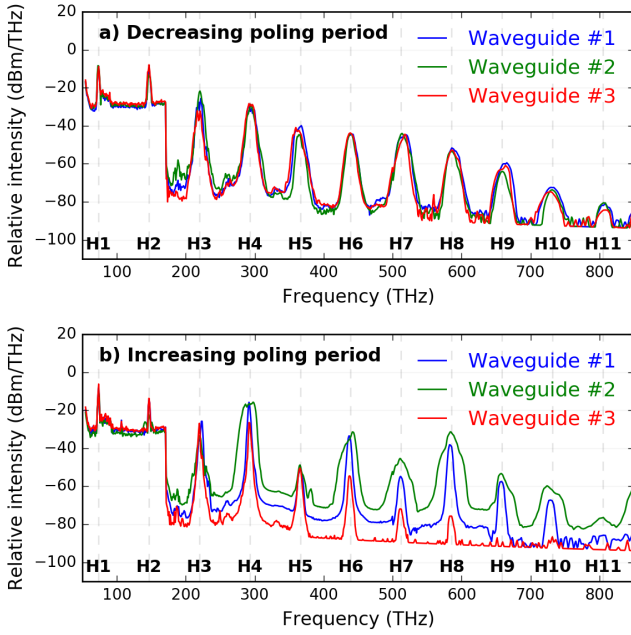 a) Decreasing poling period
Waveguide #1
Waveguide #2
Waveguide #3
20
0
−20
−40
−60
−80
−100
Relative intensity (dBm/THz)
H1 H2 H3 H4 H5 H6 H7 H8 H9 H10 H11
100 200 300 400 500 600 700 800
Frequency (THz)
b) Increasing poling period
Waveguide #1
Waveguide #2
Waveguide #3
20
0
−20
−40
−60
−80
−100
Relative intensity (dBm/THz)
H1 H2 H3 H4 H5 H6 H7 H8 H9 H10 H11
100 200 300 400 500 600 700 800
Frequency (THz)